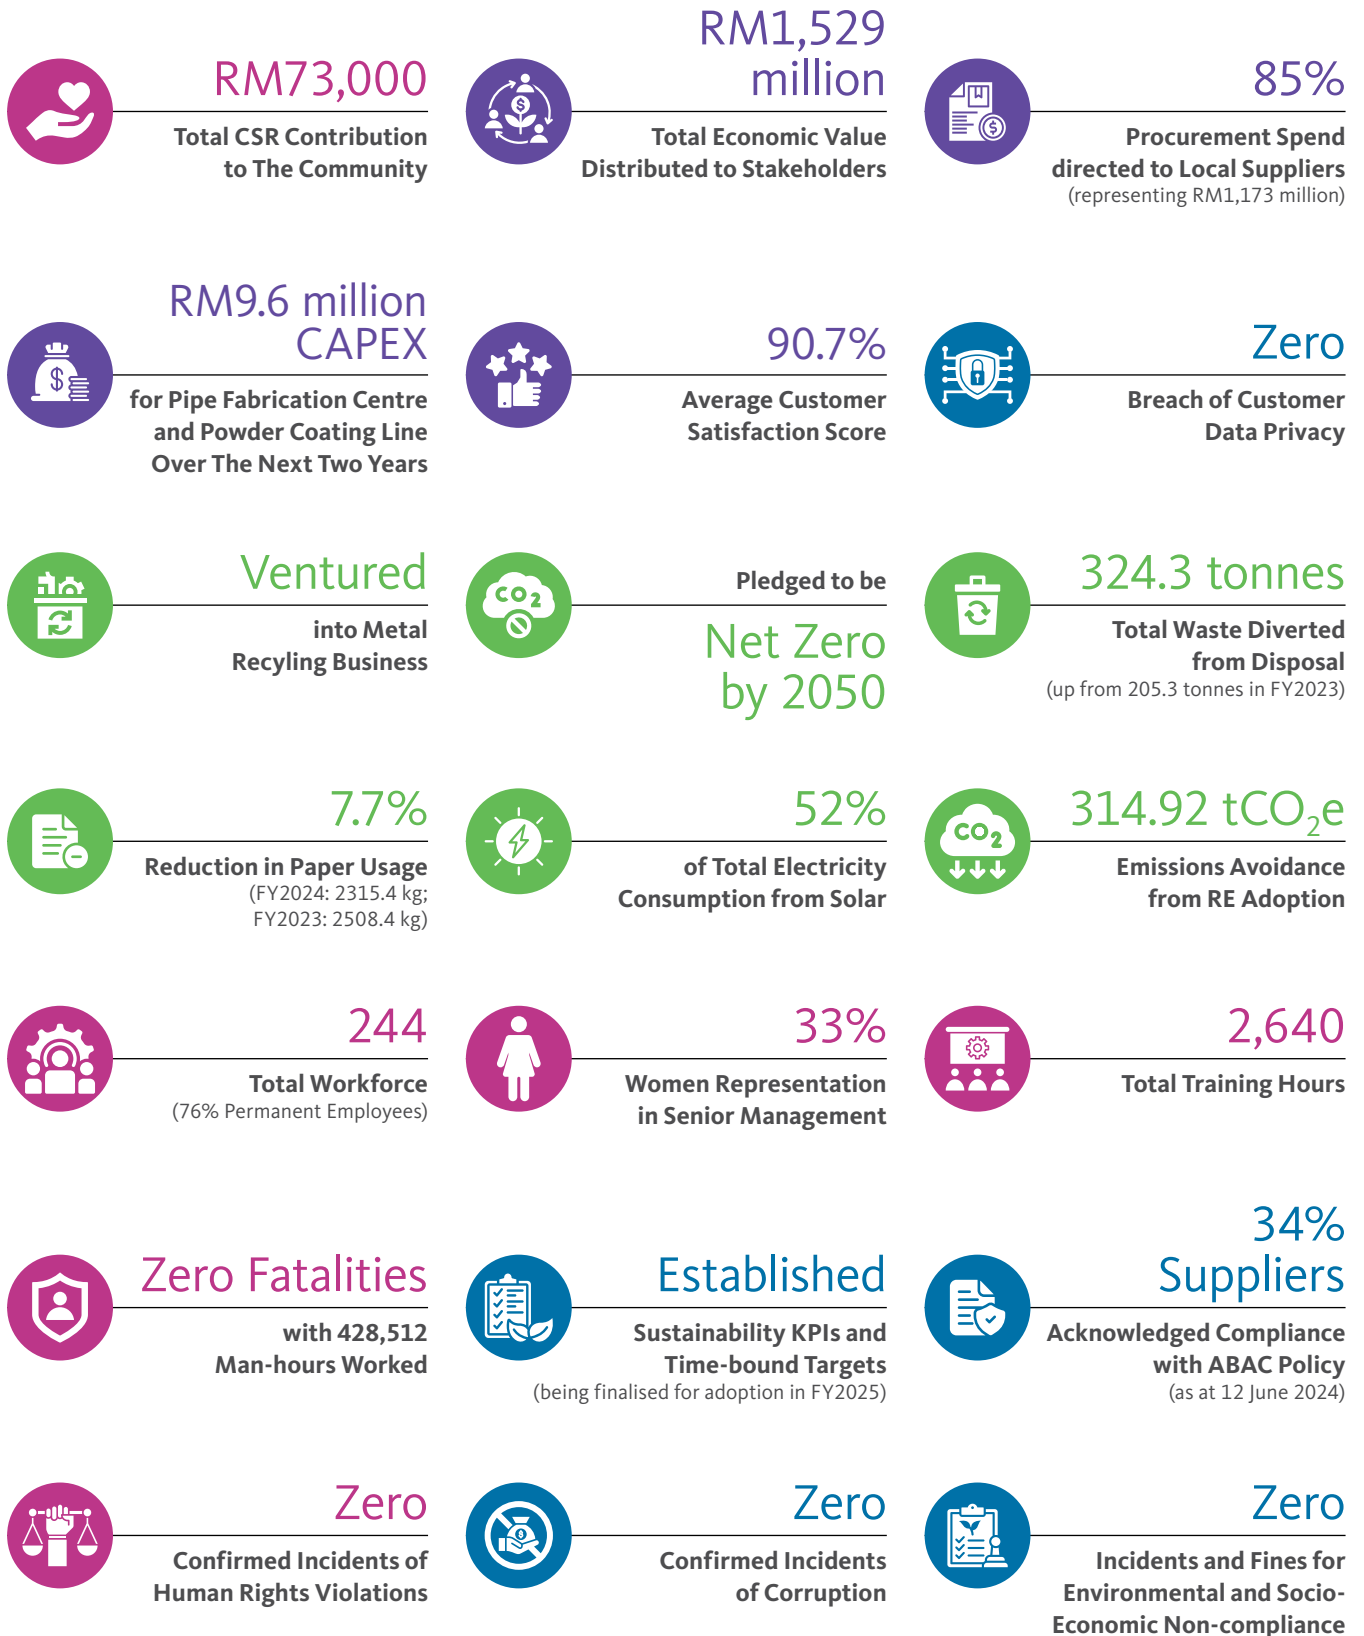 RM73,000
Total CSR Contribution
to The Community
RM1,529
million
Total Economic Value
Distributed to Stakeholders
85%
Procurement Spend
directed to Local Suppliers
(representing RM1,173 million)
RM9.6 million
CAPEX
for Pipe Fabrication Centre
and Powder Coating Line
Over The Next Two Years
90.7%
Average Customer
Satisfaction Score
Zero
Breach of Customer
Data Privacy
Ventured
into Metal
Recyling Business
CO2
Pledged to be
Net Zero
by 2050
324.3 tonnes
Total Waste Diverted
from Disposal
(up from 205.3 tonnes in FY2023)
7.7%
Reduction in Paper Usage
(FY2024: 2315.4 kg;
FY2023: 2508.4 kg)
52%
of Total Electricity
Consumption from Solar
CO2
314.92 tCO₂e
Emissions Avoidance
from RE Adoption
244
Total Workforce
(76% Permanent Employees)
33%
Women Representation
in Senior Management
2,640
Total Training Hours
Zero Fatalities
with 428,512
Man-hours Worked
Established
Sustainability KPIs and
Time-bound Targets
(being finalised for adoption in FY2025)
34%
Suppliers
Acknowledged Compliance
with ABAC Policy
(as at 12 June 2024)
Zero
Confirmed Incidents of
Human Rights Violations
Zero
Confirmed Incidents
of Corruption
Zero
Incidents and Fines for
Environmental and Socio-
Economic Non-compliance